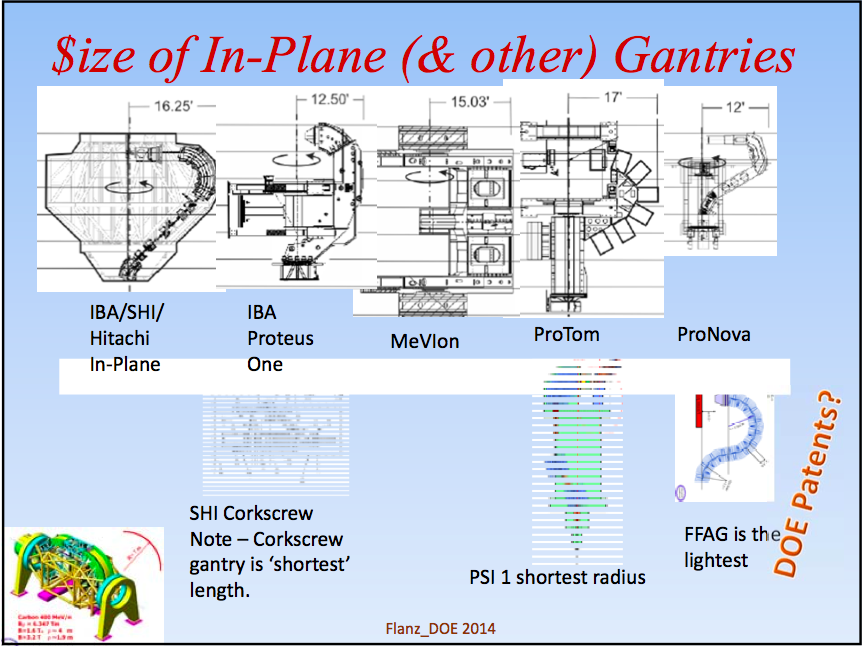 $ize of In-Plane (& other) Gantries
16.25'
12.50'
15.03'
17'
12'
IBA/SHI/
Hitachi
In-Plane
IBA
Proteus
One
MeVIon
ProTom
ProNova
SHI Corkscrew
Note – Corkscrew
gantry is ‘shortest’
length.
PSI 1 shortest radius
FFAG is the
lightest
DOE Patents?
Carbon 400 MeV/n
Flanz_DOE 2014